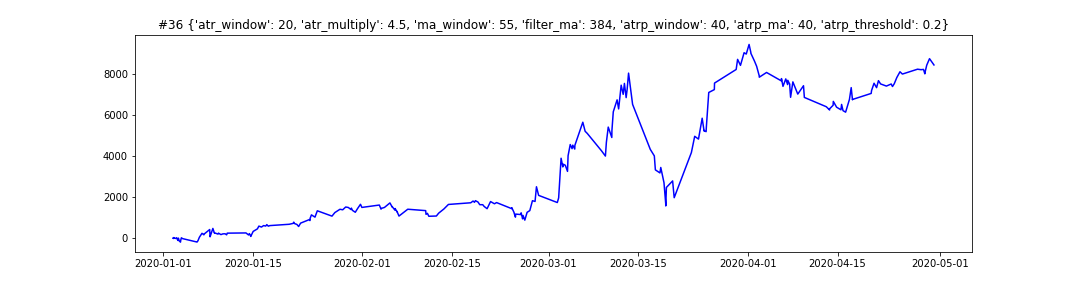 #36 {'atr_window': 20, 'atr_multiply': 4.5, 'ma_window': 55, 'filter_ma': 384, 'atrp_window': 40, 'atrp_ma': 40, 'atrp_threshold': 0.2}
8000
6000
4000
2000
0
2020-01-01 2020-01-15 2020-02-01 2020-02-15 2020-03-01 2020-03-15 2020-04-01 2020-04-15 2020-05-01